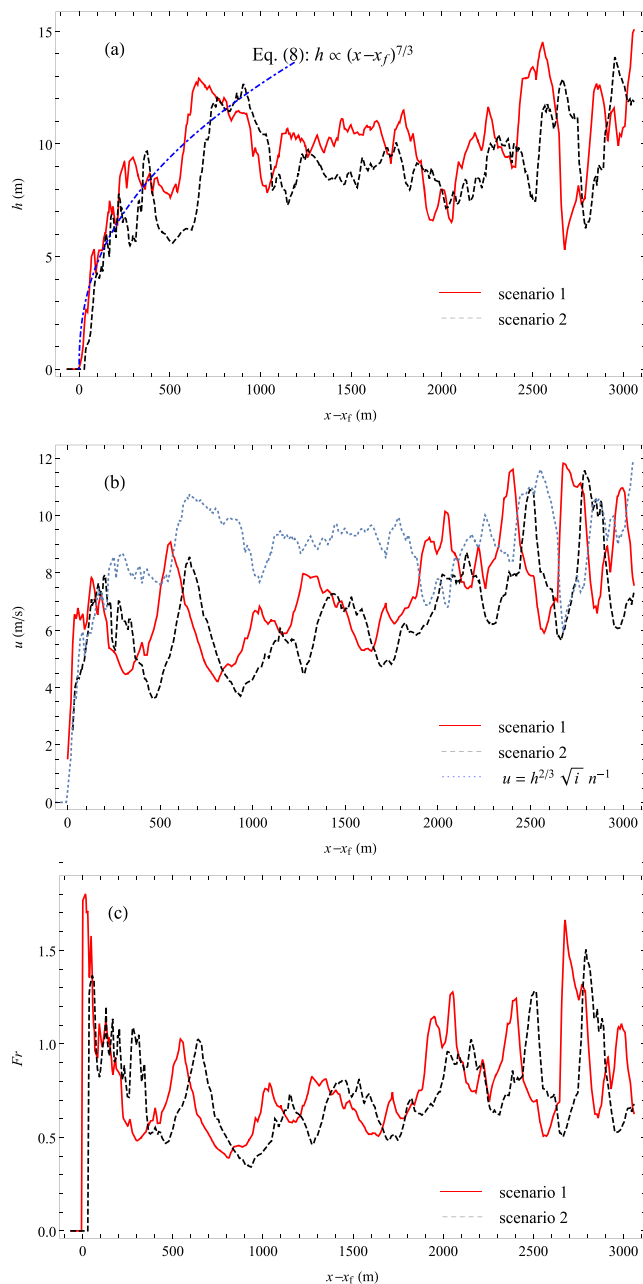 15
(a)
Eq. (8): h ∝ (x−x_f)^{7/3}
10
h (m)
5
scenario 1
scenario 2
0
0 500 1000 1500 2000 2500 3000
x−x_f (m)
12
(b)
10
8
u (m/s)
6
4
scenario 1
2
scenario 2
u = h^{2/3} √i n^{-1}
0
0 500 1000 1500 2000 2500 3000
x−x_f (m)
(c)
1.5
1.0
Fr
0.5
scenario 1
scenario 2
0.0
0 500 1000 1500 2000 2500 3000
x−x_f (m)